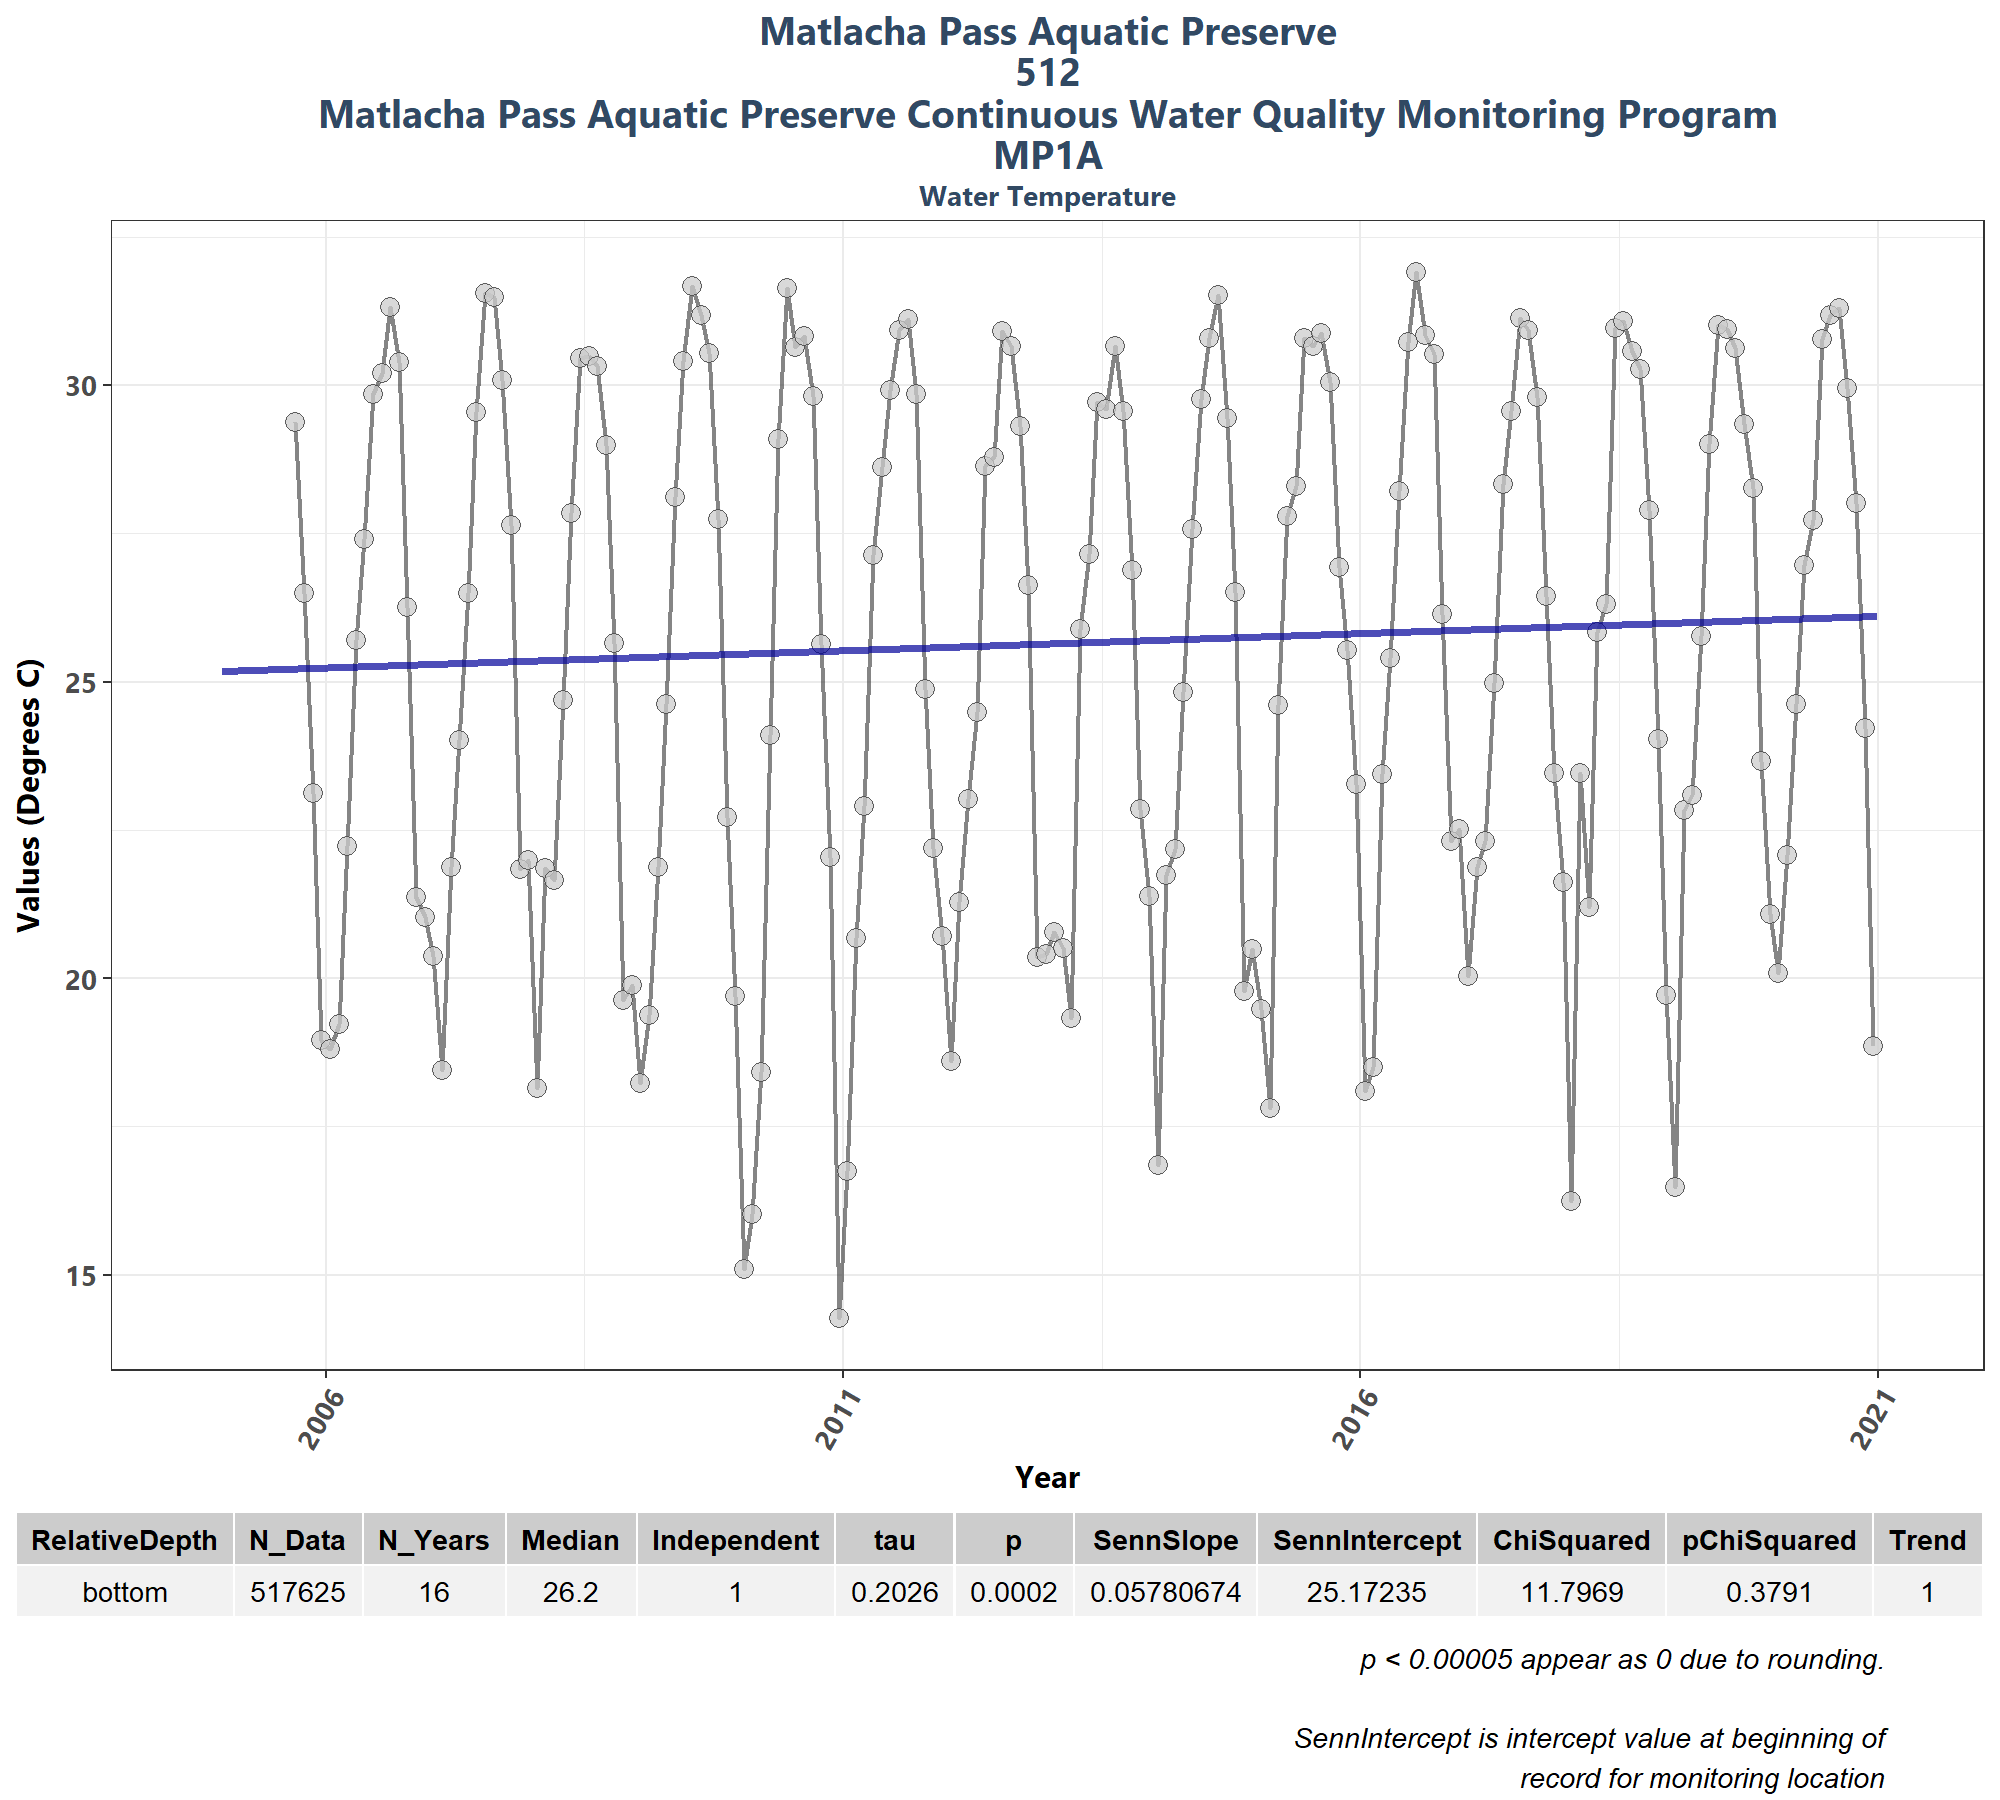 Matlacha Pass Aquatic Preserve
512
Matlacha Pass Aquatic Preserve Continuous Water Quality Monitoring Program
MP1A
Water Temperature
30
25
20
15
Values (Degrees C)
2006 2011 2016 2021
Year
RelativeDepth N_Data N_Years Median Independent tau p SennSlope SennIntercept ChiSquared pChiSquared Trend
bottom 517625 16 26.2 1 0.2026 0.0002 0.05780674 25.17235 11.7969 0.3791 1
p < 0.00005 appear as 0 due to rounding.
SennIntercept is intercept value at beginning of
record for monitoring location